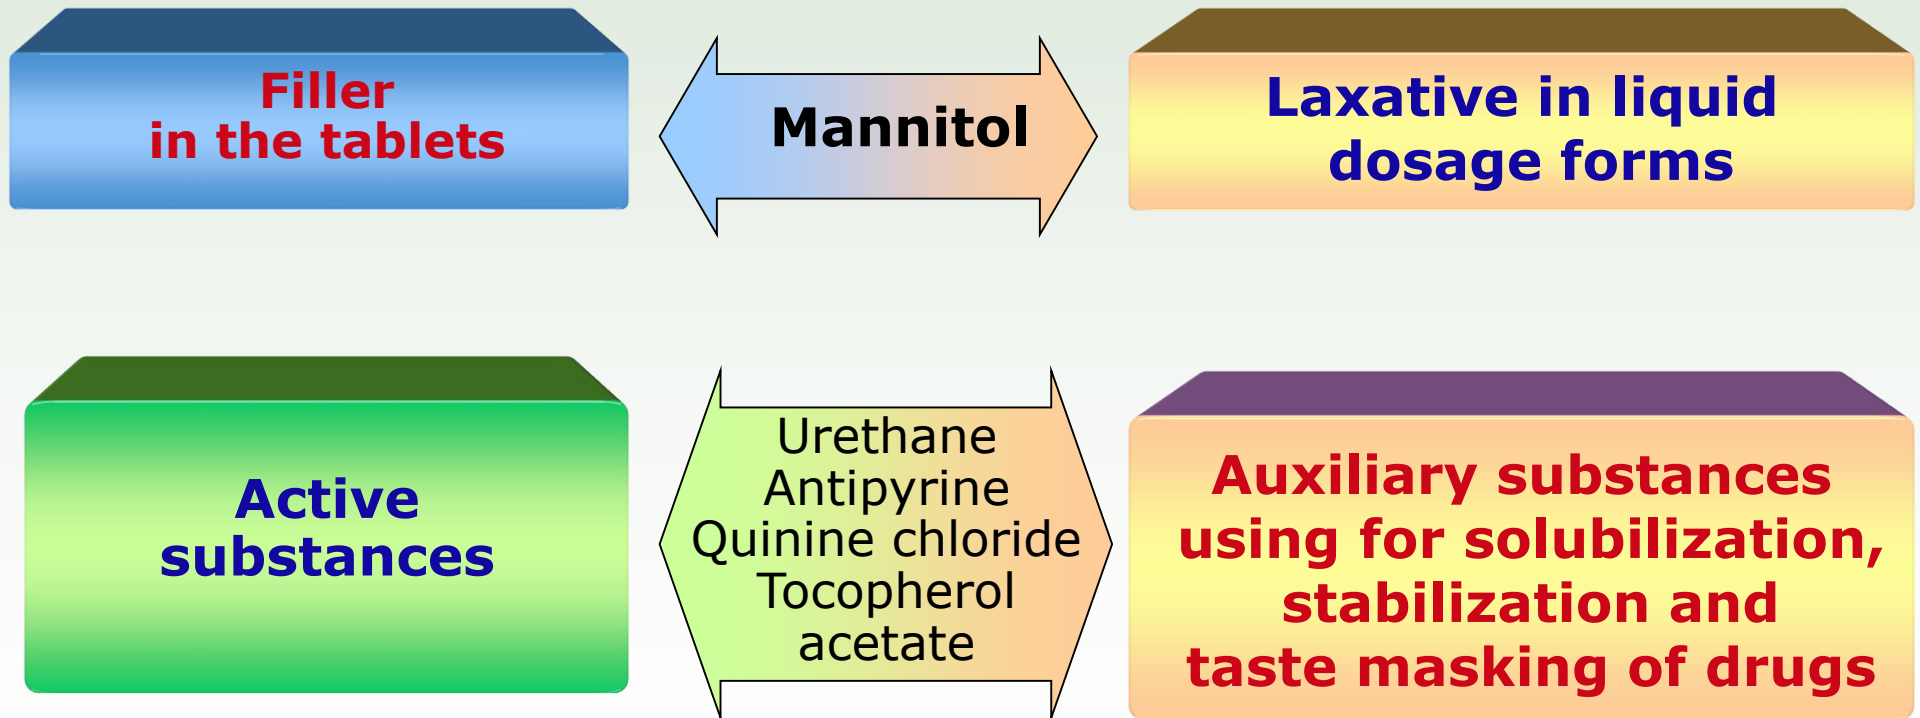 Filler
in the tablets
Mannitol
Laxative in liquid
dosage forms
Active
substances
Urethane
Antipyrine
Quinine chloride
Tocopherol
acetate
Auxiliary substances
using for solubilization,
stabilization and
taste masking of drugs